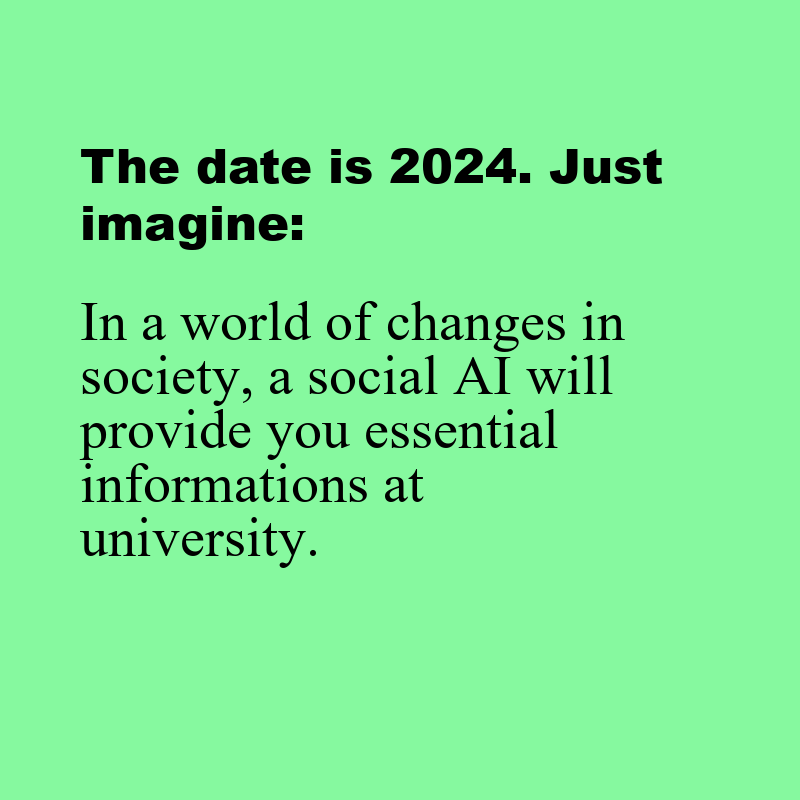 The date is 2024. Just
imagine:
In a world of changes in
society, a social AI will
provide you essential
informations at
university.